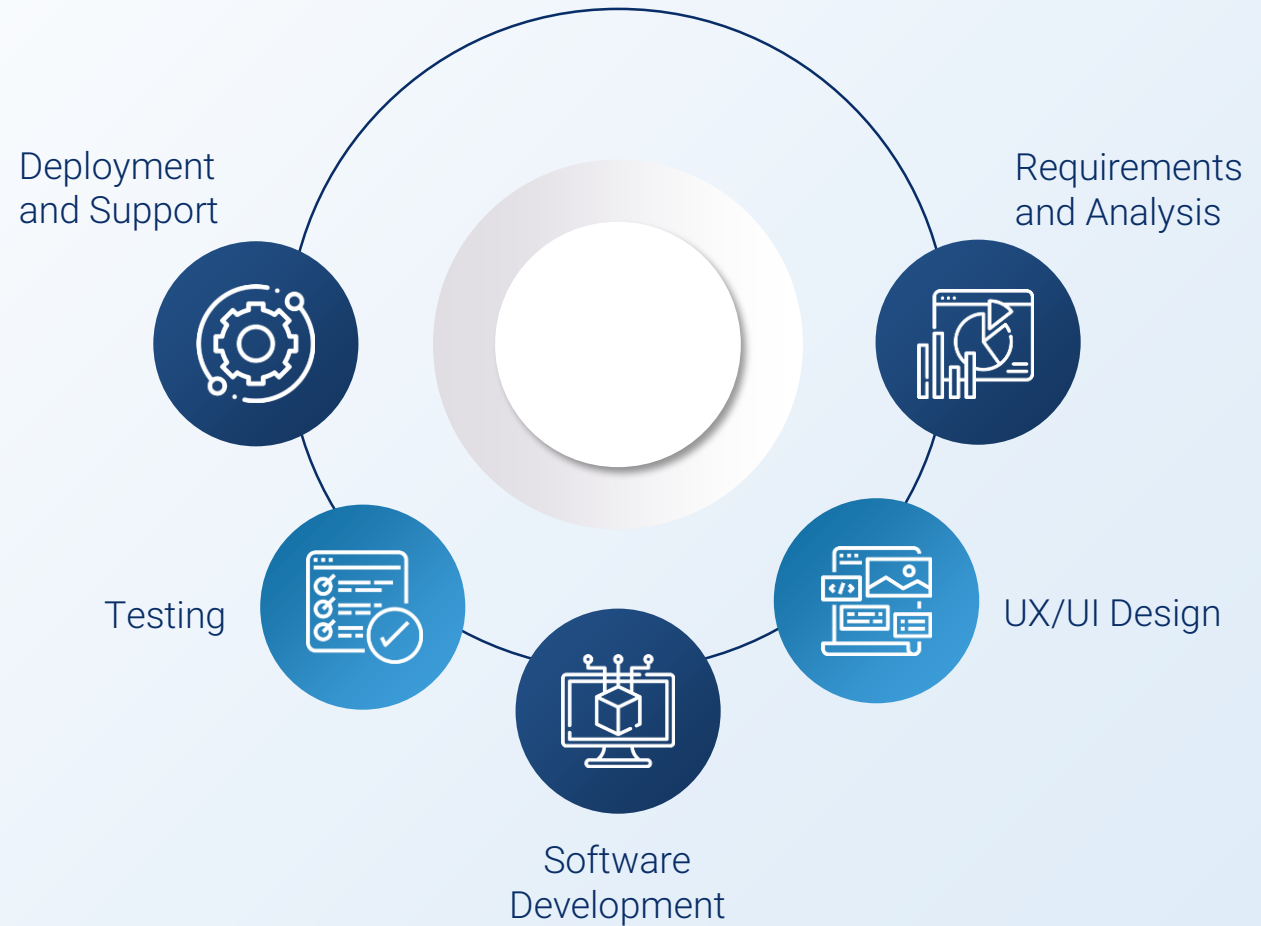 Deployment
and Support
Requirements
and Analysis
Testing
UX/UI Design
Software
Development